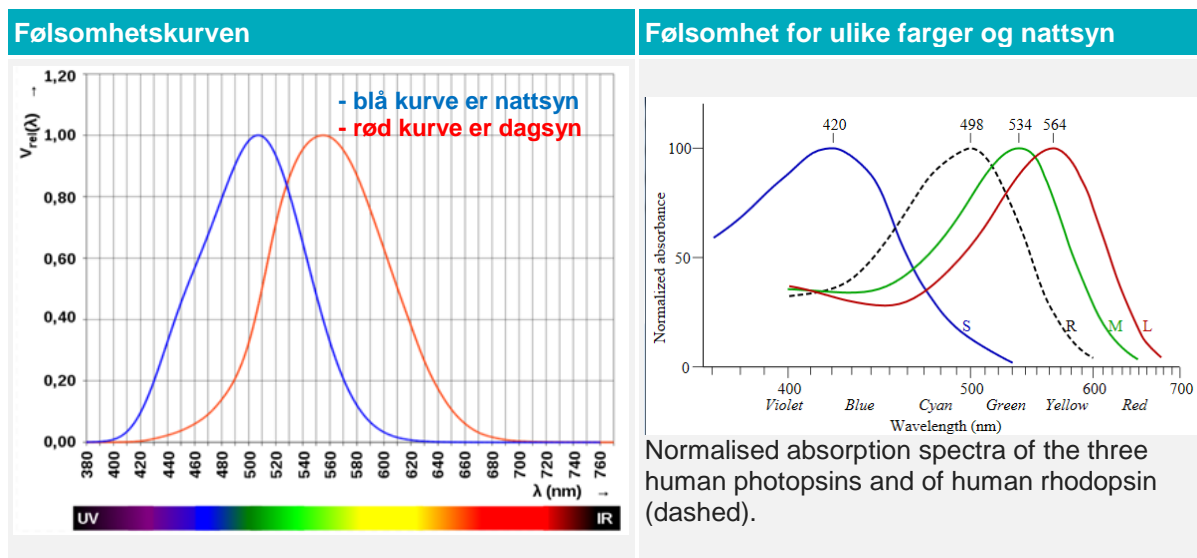 Følsomhetskurven
Følsomhet for ulike farger og nattsyn
1,20
1,00
0,80
0,60
0,40
0,20
0,00
V rel(λ) →
- blå kurve er nattsyn
- rød kurve er dagsyn
380 400 420 440 460 480 500 520 540 560 580 600 620 640 660 680 700 720 740 760
λ (nm) →
UV IR
420 498 534 564
Normalized absorbance
100
50
0
S R M L
400 500 600 700
Violet Blue Cyan Green Yellow Red
Wavelength (nm)
Normalised absorption spectra of the three
human photopsins and of human rhodopsin
(dashed).